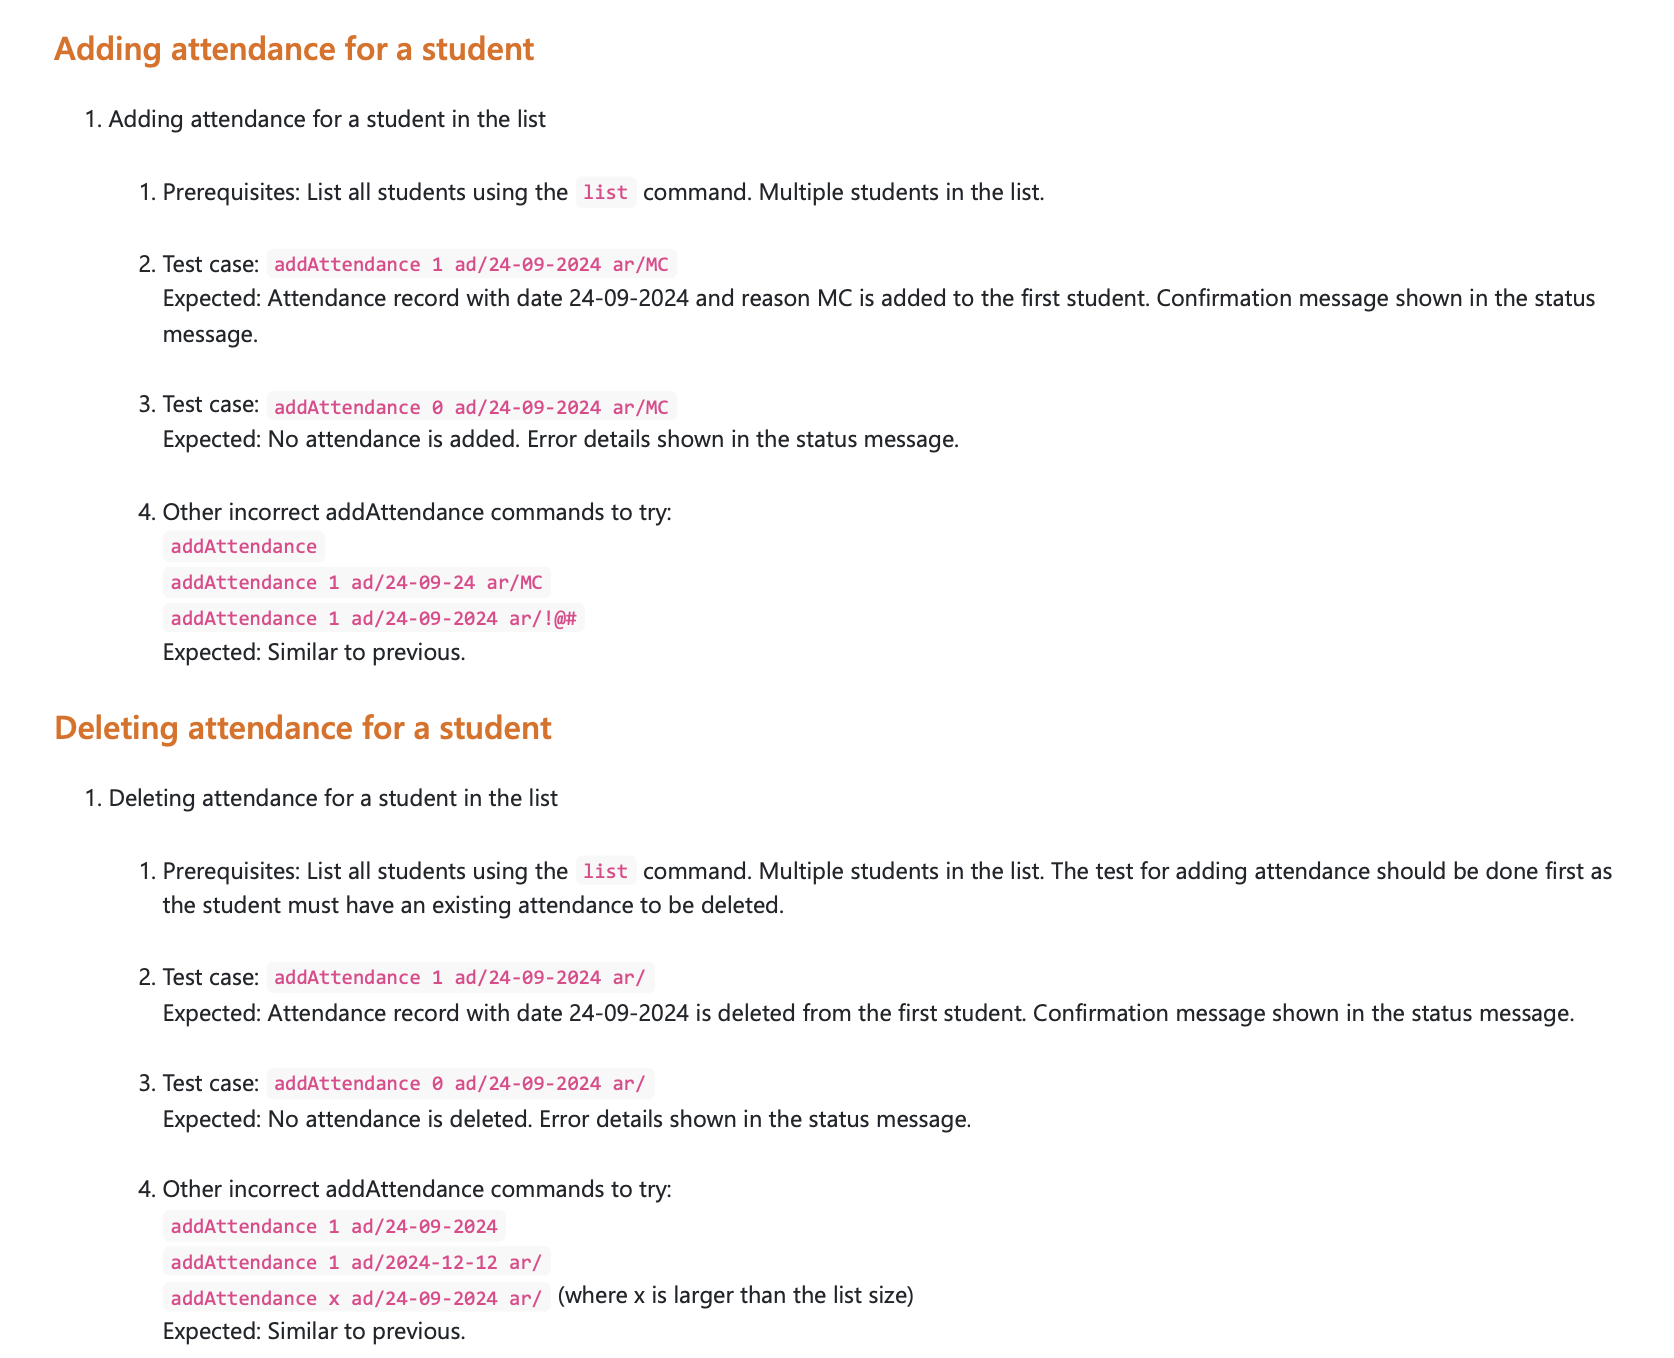 Adding attendance for a student
1. Adding attendance for a student in the list
1. Prerequisites: List all students using the list command. Multiple students in the list.
2. Test case: addAttendance 1 ad/24-09-2024 ar/MC
Expected: Attendance record with date 24-09-2024 and reason MC is added to the first student. Confirmation message shown in the status
message.
3. Test case: addAttendance 0 ad/24-09-2024 ar/MC
Expected: No attendance is added. Error details shown in the status message.
4. Other incorrect addAttendance commands to try:
addAttendance
addAttendance 1 ad/24-09-24 ar/MC
addAttendance 1 ad/24-09-2024 ar/!@#
Expected: Similar to previous.
Deleting attendance for a student
1. Deleting attendance for a student in the list
1. Prerequisites: List all students using the list command. Multiple students in the list. The test for adding attendance should be done first as
the student must have an existing attendance to be deleted.
2. Test case: addAttendance 1 ad/24-09-2024 ar/
Expected: Attendance record with date 24-09-2024 is deleted from the first student. Confirmation message shown in the status message.
3. Test case: addAttendance 0 ad/24-09-2024 ar/
Expected: No attendance is deleted. Error details shown in the status message.
4. Other incorrect addAttendance commands to try:
addAttendance 1 ad/24-09-2024
addAttendance 1 ad/2024-12-12 ar/
addAttendance x ad/24-09-2024 ar/ (where x is larger than the list size)
Expected: Similar to previous.